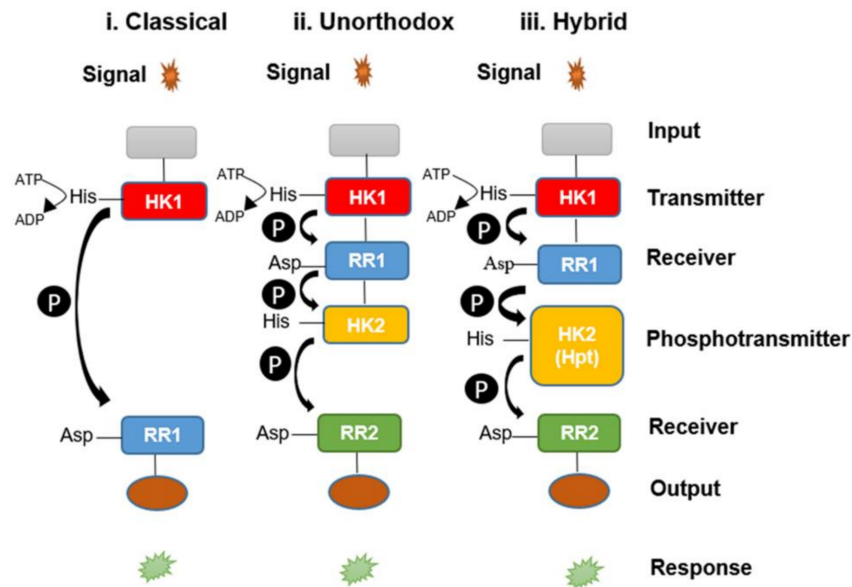 i. Classical
ii. Unorthodox
iii. Hybrid
Signal
Signal
Signal
Input
ATP
His
HK1
ADP
ATP
His
HK1
ADP
ATP
His
HK1
ADP
Transmitter
P
P
Asp
RR1
Asp
RR1
Receiver
P
P
P
His
HK2
His
HK2
(Hpt)
Phosphotransmitter
P
P
Asp
RR1
Asp
RR2
Asp
RR2
Receiver
Output
Response